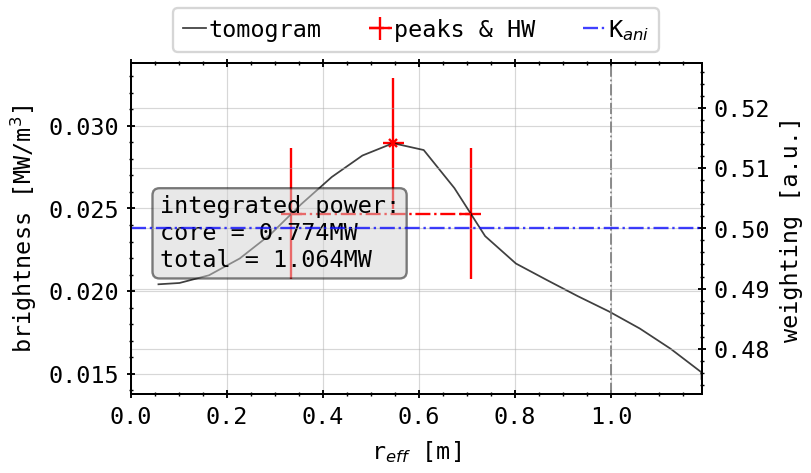 tomogram peaks & HW K_ani
brightness [MW/m³]
0.030
0.025
0.020
0.015
integrated power:
core = 0.774MW
total = 1.064MW
0.52
0.51
0.50
0.49
0.48
weighting [a.u.]
0.0 0.2 0.4 0.6 0.8 1.0
r_eff [m]